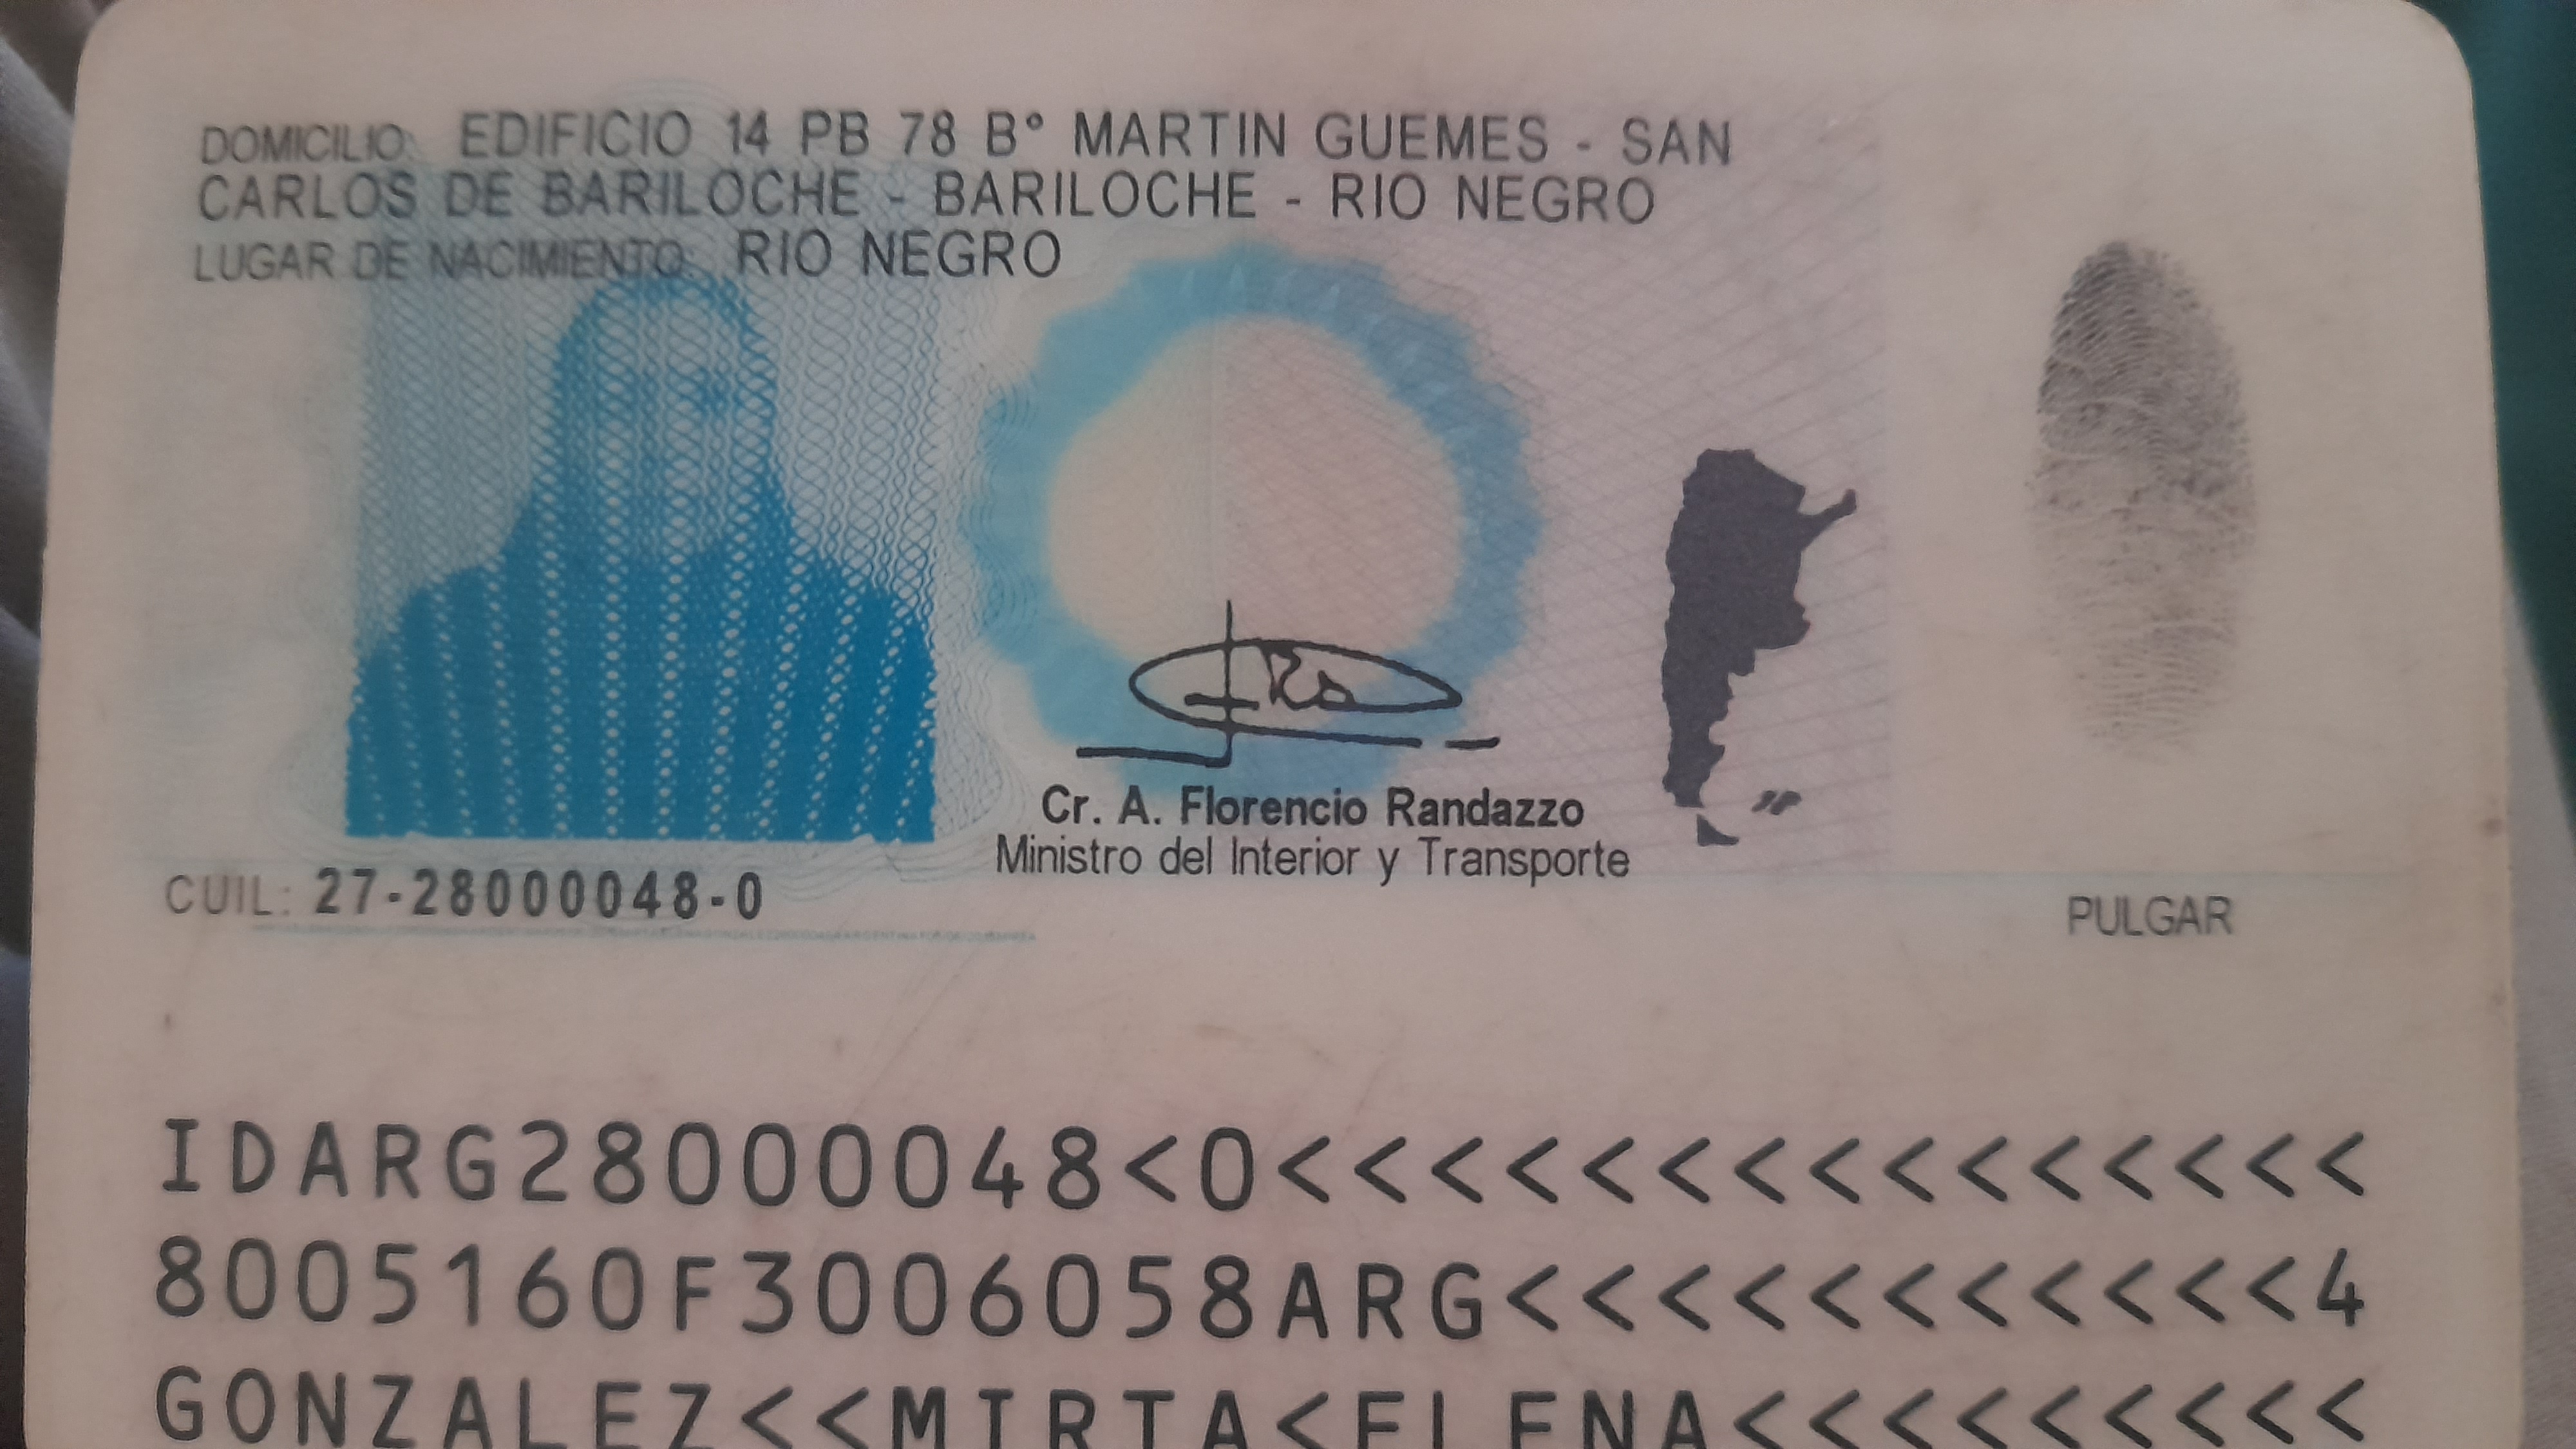 DOMICILIO: EDIFICIO 14 PB 78 B° MARTIN GUEMES - SAN
CARLOS DE BARILOCHE - BARILOCHE - RIO NEGRO
LUGAR DE NACIMIENTO: RIO NEGRO
Cr. A. Florencio Randazzo
Ministro del Interior y Transporte
CUIL: 27-28000048-0
PULGAR
IDARG28000048<0<<<<<<<<<<<<<<<
8005160F3006058ARG<<<<<<<<<<<4
GONZALEZ<<MIRTA<ELENA<<<<<<<<<